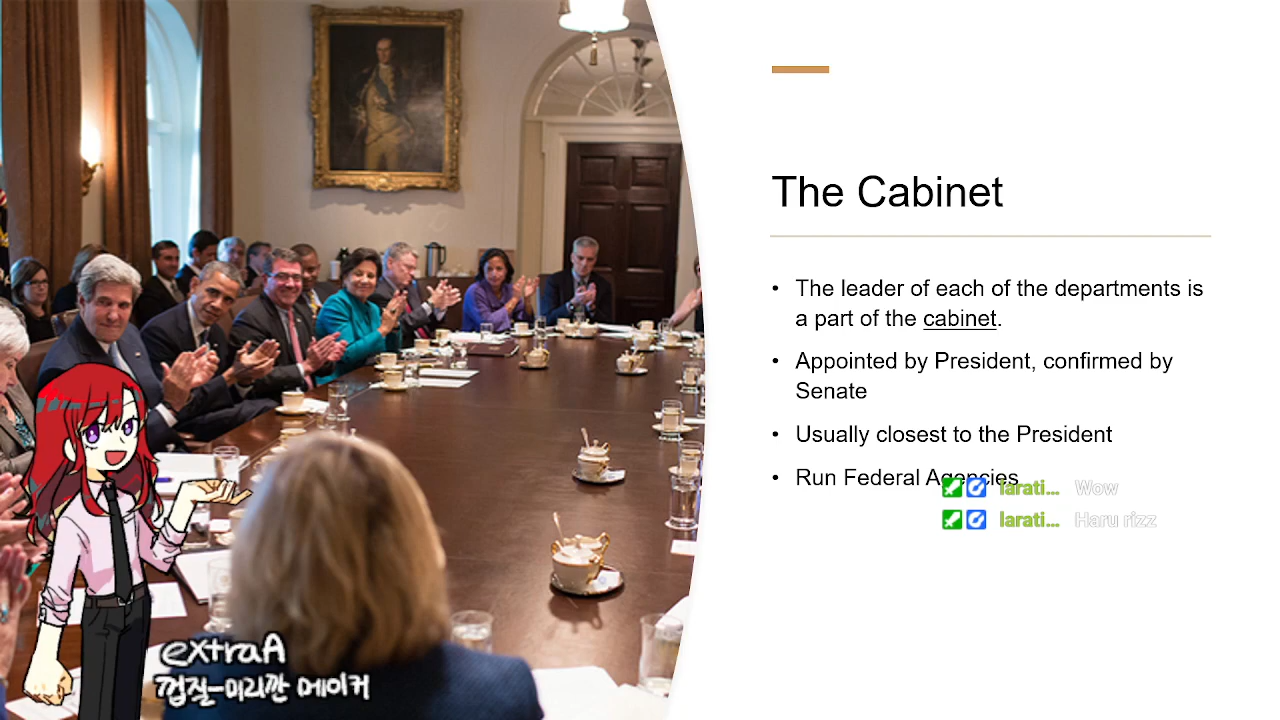 The Cabinet
• The leader of each of the departments is
a part of the cabinet.
• Appointed by President, confirmed by
Senate
• Usually closest to the President
• Run Federal Agencies
larati... Wow
larati... Haru rizz
extraA
껍질-미리깐 메이커